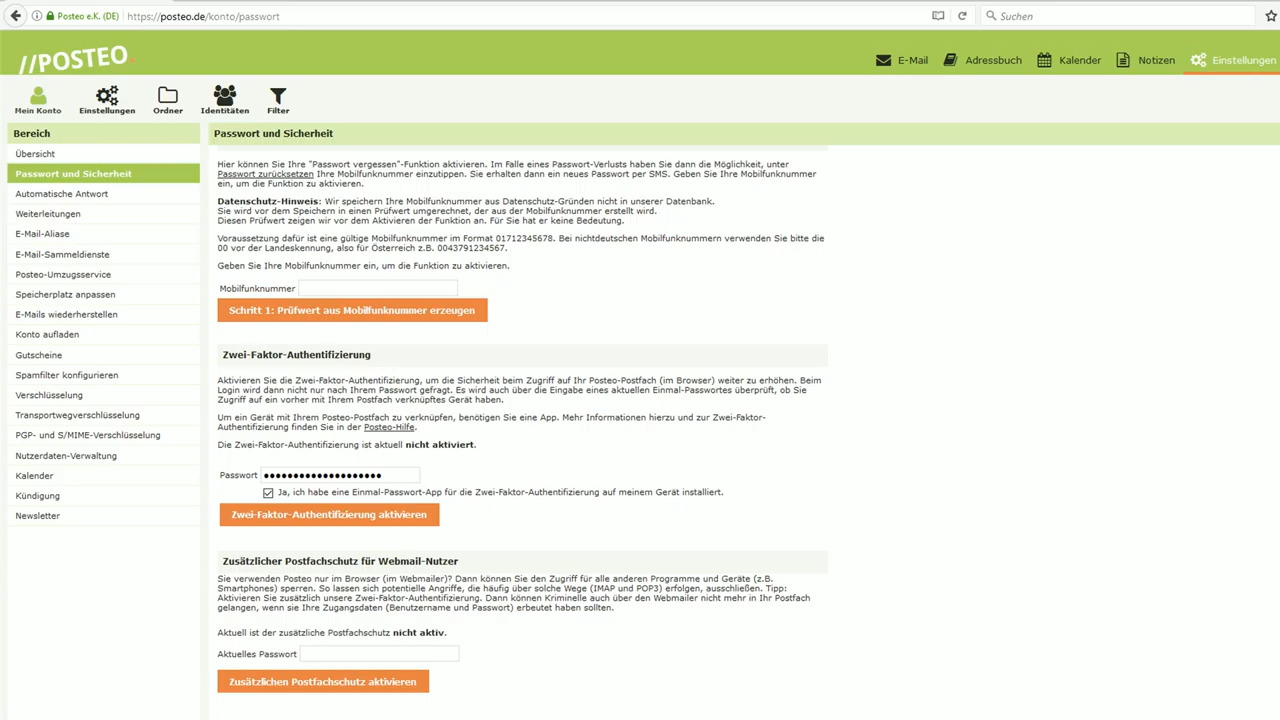 Posteo e.K. (DE)
https://posteo.de/konto/passwort
Suchen
//POSTEO
E-Mail
Adressbuch
Kalender
Notizen
Einstellungen
Mein Konto
Einstellungen
Ordner
Identitäten
Filter
Bereich
Übersicht
Passwort und Sicherheit
Automatische Antwort
Weiterleitungen
E-Mail-Aliase
E-Mail-Sammeldienste
Posteo-Umzugsservice
Speicherplatz anpassen
E-Mails wiederherstellen
Konto aufladen
Gutscheine
Spamfilter konfigurieren
Verschlüsselung
Transportwegverschlüsselung
PGP- und S/MIME-Verschlüsselung
Nutzerdaten-Verwaltung
Kalender
Kündigung
Newsletter
Passwort und Sicherheit
Hier können Sie Ihre "Passwort vergessen"-Funktion aktivieren. Im Falle eines Passwort-Verlusts haben Sie dann die Möglichkeit, unter
Passwort zurücksetzen Ihre Mobilfunknummer einzutippen. Sie erhalten dann ein neues Passwort per SMS. Geben Sie Ihre Mobilfunknummer
ein, um die Funktion zu aktivieren.
Datenschutz-Hinweis: Wir speichern Ihre Mobilfunknummer aus Datenschutz-Gründen nicht in unserer Datenbank.
Sie wird vor dem Speichern in einen Prüfwert umgerechnet, der aus der Mobilfunknummer erstellt wird.
Diesen Prüfwert zeigen wir vor dem Aktivieren der Funktion an. Für Sie hat er keine Bedeutung.
Voraussetzung dafür ist eine gültige Mobilfunknummer im Format 01712345678. Bei nichtdeutschen Mobilfunknummern verwenden Sie bitte die
00 vor der Landeskennung, also für Österreich z.B. 0043791234567.
Geben Sie Ihre Mobilfunknummer ein, um die Funktion zu aktivieren.
Mobilfunknummer
Schritt 1: Prüfwert aus Mobilfunknummer erzeugen
Zwei-Faktor-Authentifizierung
Aktivieren Sie die Zwei-Faktor-Authentifizierung, um die Sicherheit beim Zugriff auf Ihr Posteo-Postfach (im Browser) weiter zu erhöhen. Beim
Login wird dann nicht nur nach Ihrem Passwort gefragt. Es wird auch über die Eingabe eines aktuellen Einmal-Passwortes überprüft, ob Sie
Zugriff auf ein vorher mit Ihrem Postfach verknüpftes Gerät haben.
Um ein Gerät mit Ihrem Posteo-Postfach zu verknüpfen, benötigen Sie eine App. Mehr Informationen hierzu und zur Zwei-Faktor-
Authentifizierung finden Sie in der Posteo-Hilfe.
Die Zwei-Faktor-Authentifizierung ist aktuell nicht aktiviert.
Passwort ••••••••••••••••••••
Ja, ich habe eine Einmal-Passwort-App für die Zwei-Faktor-Authentifizierung auf meinem Gerät installiert.
Zwei-Faktor-Authentifizierung aktivieren
Zusätzlicher Postfachschutz für Webmail-Nutzer
Sie verwenden Posteo nur im Browser (im Webmailer)? Dann können Sie den Zugriff für alle anderen Programme und Geräte (z.B.
Smartphones) sperren. So lassen sich potentielle Angriffe, die häufig über solche Wege (IMAP und POP3) erfolgen, ausschließen. Tipp:
Aktivieren Sie zusätzlich unsere Zwei-Faktor-Authentifizierung. Dann können Kriminelle auch über den Webmailer nicht mehr in Ihr Postfach
gelangen, wenn sie Ihre Zugangsdaten (Benutzername und Passwort) erbeutet haben sollten.
Aktuell ist der zusätzliche Postfachschutz nicht aktiv.
Aktuelles Passwort
Zusätzlichen Postfachschutz aktivieren